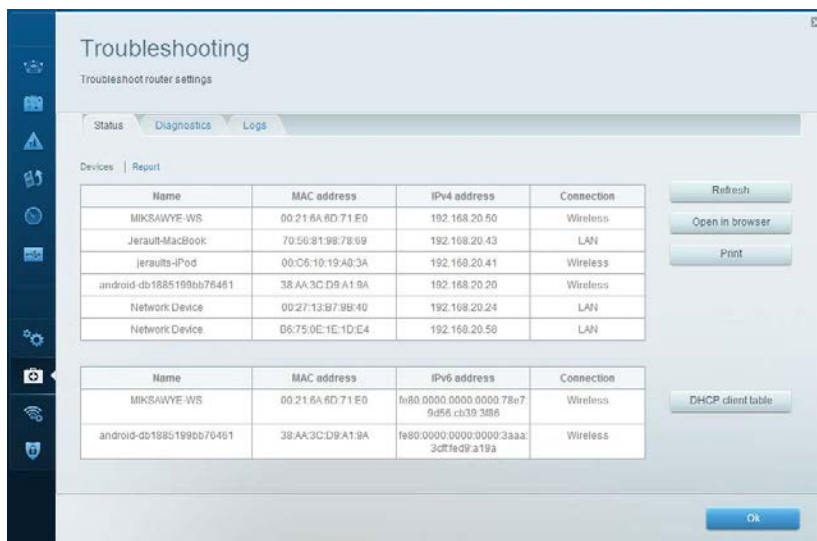 Troubleshooting
Troubleshoot router settings
Status Diagnostics Logs
Devices | Report
Name MAC address IPv4 address Connection
MIKSAWYE-WS 00:21:6A:6D:71:E0 192.168.20.50 Wireless
Jerault-MacBook 70:56:81:98:78:69 192.168.20.43 LAN
jeraults-iPod 00:C6:10:19:A8:3A 192.168.20.41 Wireless
android-db1885199bb76461 38:AA:3C:D9:A1:9A 192.168.20.20 Wireless
Network Device 00:27:13:B7:9B:40 192.168.20.24 LAN
Network Device B6:75:0E:1E:1D:E4 192.168.20.58 LAN
Refresh
Open in browser
Print
Name MAC address IPv6 address Connection
MIKSAWYE-WS 00:21:6A:6D:71:E0 fe80:0000:0000:0000:78e7: Wireless
9d56:cb39:3f86
android-db1885199bb76461 38:AA:3C:D9:A1:9A fe80:0000:0000:0000:3aaa: Wireless
3cff:fed9:a19a
DHCP client table
Ok